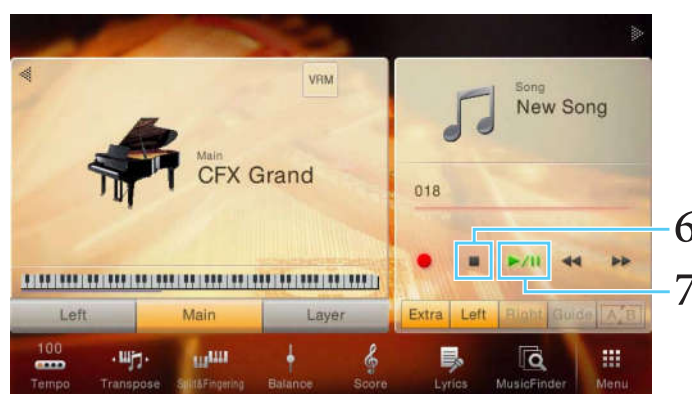 VRM
Main
CFX Grand
Song
New Song
018
6
7
Left
Main
Layer
Extra
Left
Right
Guide
A B
100
Tempo
Transpose
Split&Fingering
Balance
Score
Lyrics
MusicFinder
Menu